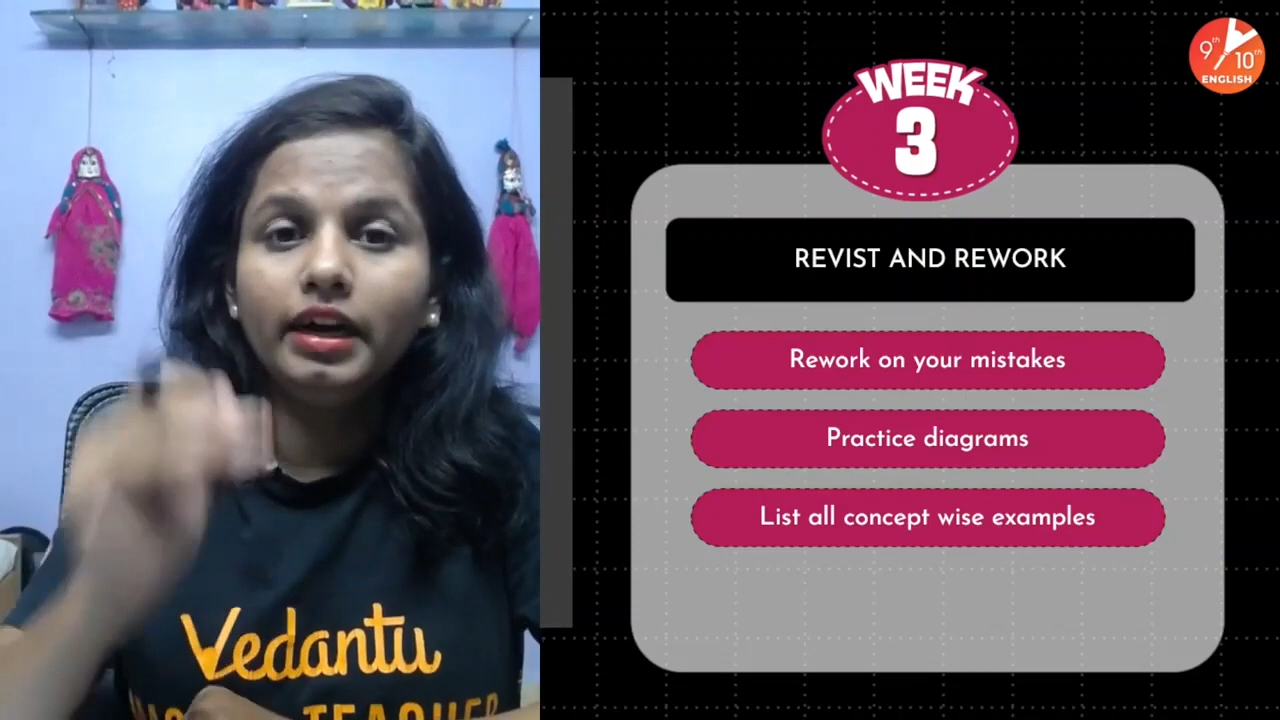 WEEK
3
9th 10th
ENGLISH
REVIST AND REWORK
Rework on your mistakes
Practice diagrams
List all concept wise examples
Vedantu
TEACHER